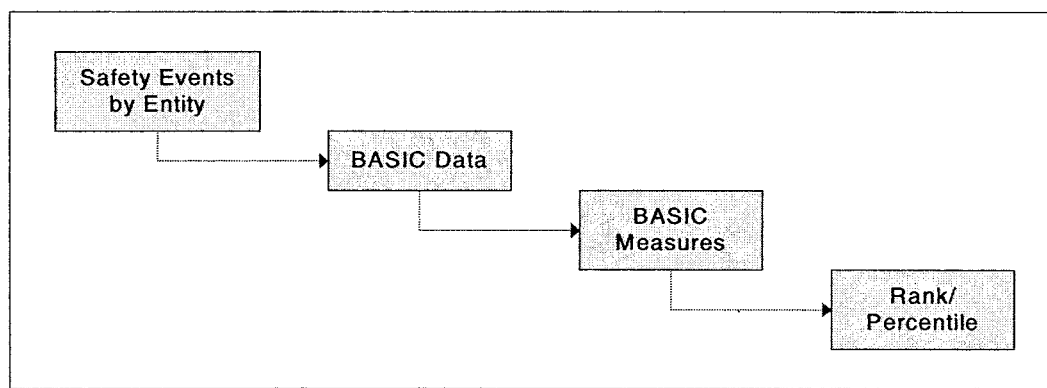 Safety Events
by Entity
BASIC Data
BASIC
Measures
Rank/
Percentile